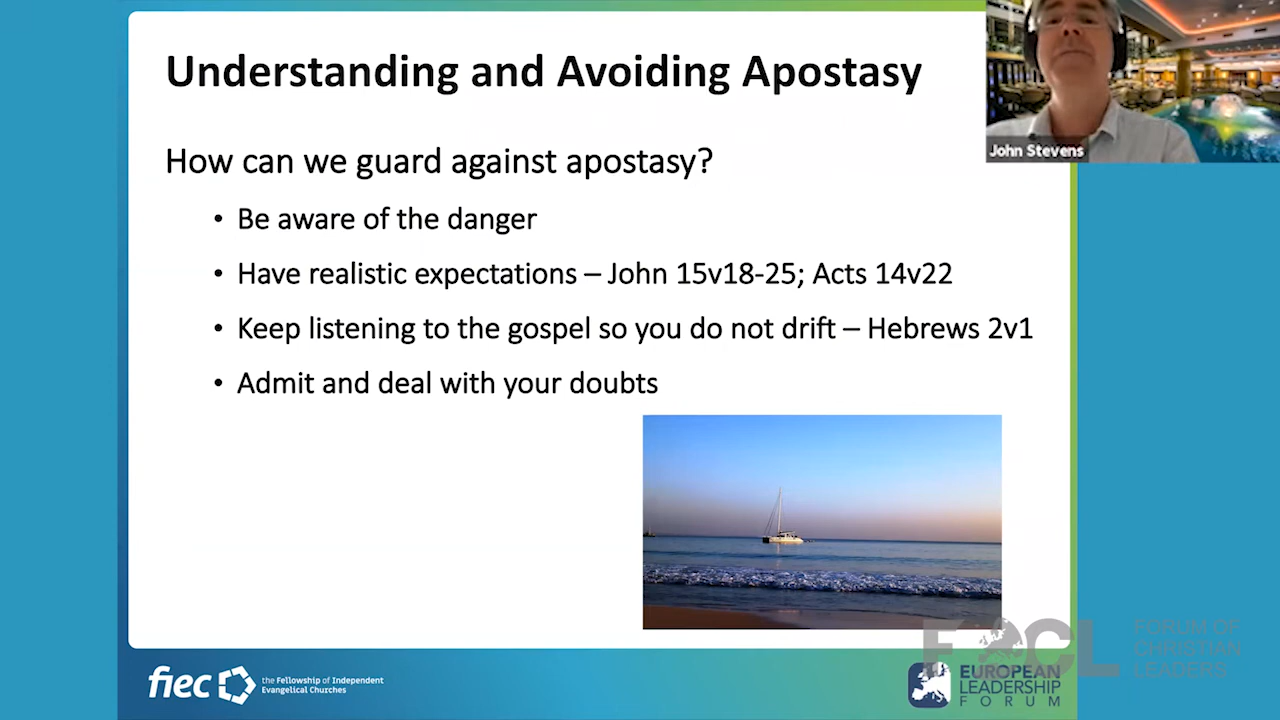 Understanding and Avoiding Apostasy
John Stevens
How can we guard against apostasy?
• Be aware of the danger
• Have realistic expectations – John 15v18-25; Acts 14v22
• Keep listening to the gospel so you do not drift – Hebrews 2v1
• Admit and deal with your doubts
fiec
the Fellowship of Independent
Evangelical Churches
EUROPEAN
LEADERSHIP
FORUM
FOCL
FORUM OF
CHRISTIAN
LEADERS